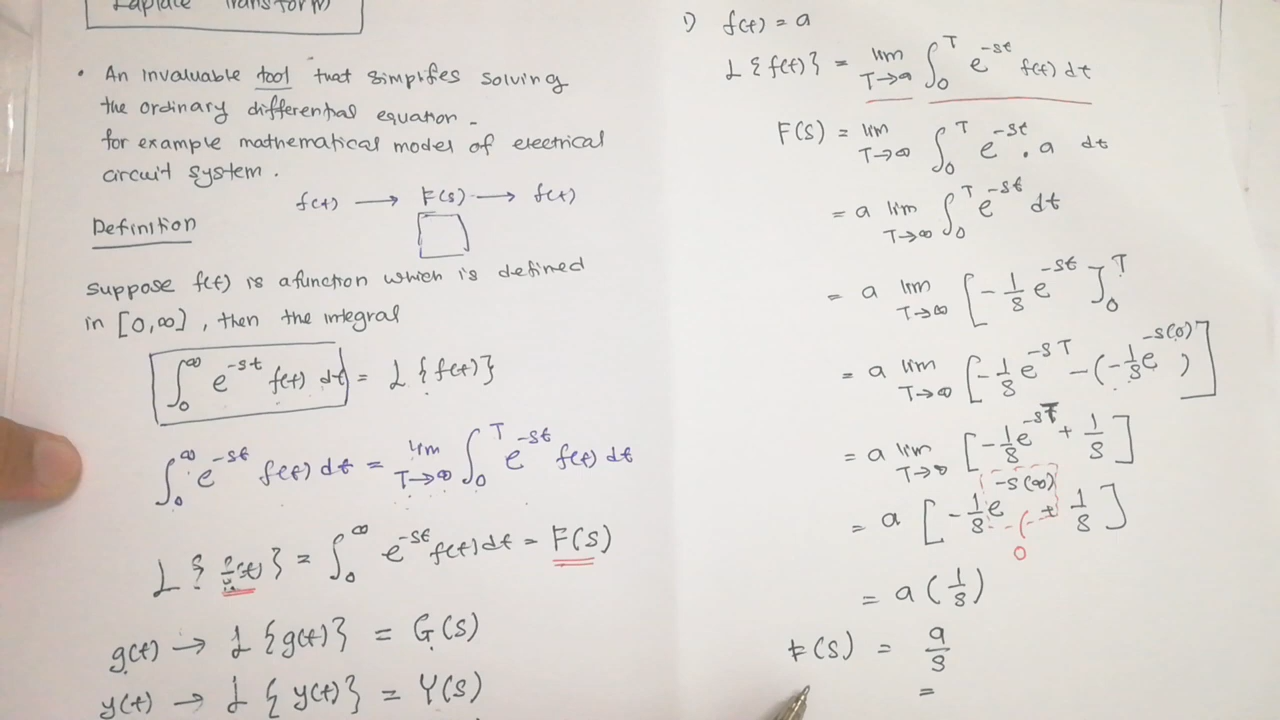 Laplace Transform
• An invaluable tool that simplifies solving
the ordinary differential equation.
for example mathematical modes of electrical
circuit system.
f(t) → F(s) → f(t)
Definition
suppose f(t) is a function which is defined
in [0,∞], then the integral
∫₀^∞ e^{-st} f(t) dt = L {f(t)}
∫₀^∞ e^{-st} f(t) dt = lim_{T→∞} ∫₀^T e^{-st} f(t) dt
L {f(t)} = ∫₀^∞ e^{-st} f(t) dt = F(s)
g(t) → L {g(t)} = G(s)
y(t) → L {y(t)} = Y(s)
1) f(t) = a
L {f(t)} = lim_{T→∞} ∫₀^T e^{-st} f(t) dt
F(s) = lim_{T→∞} ∫₀^T e^{-st} . a dt
= a lim_{T→∞} ∫₀^T e^{-st} dt
= a lim_{T→∞} [-1/s e^{-st}]₀^T
= a lim_{T→∞} [-1/s e^{-sT} - (-1/s e^{-s(0)})]
= a lim_{T→∞} [-1/s e^{-sT} + 1/s]
= a [-1/s e^{-s(∞)} + 1/s]
0
= a (1/s)
F(s) = a/s
=